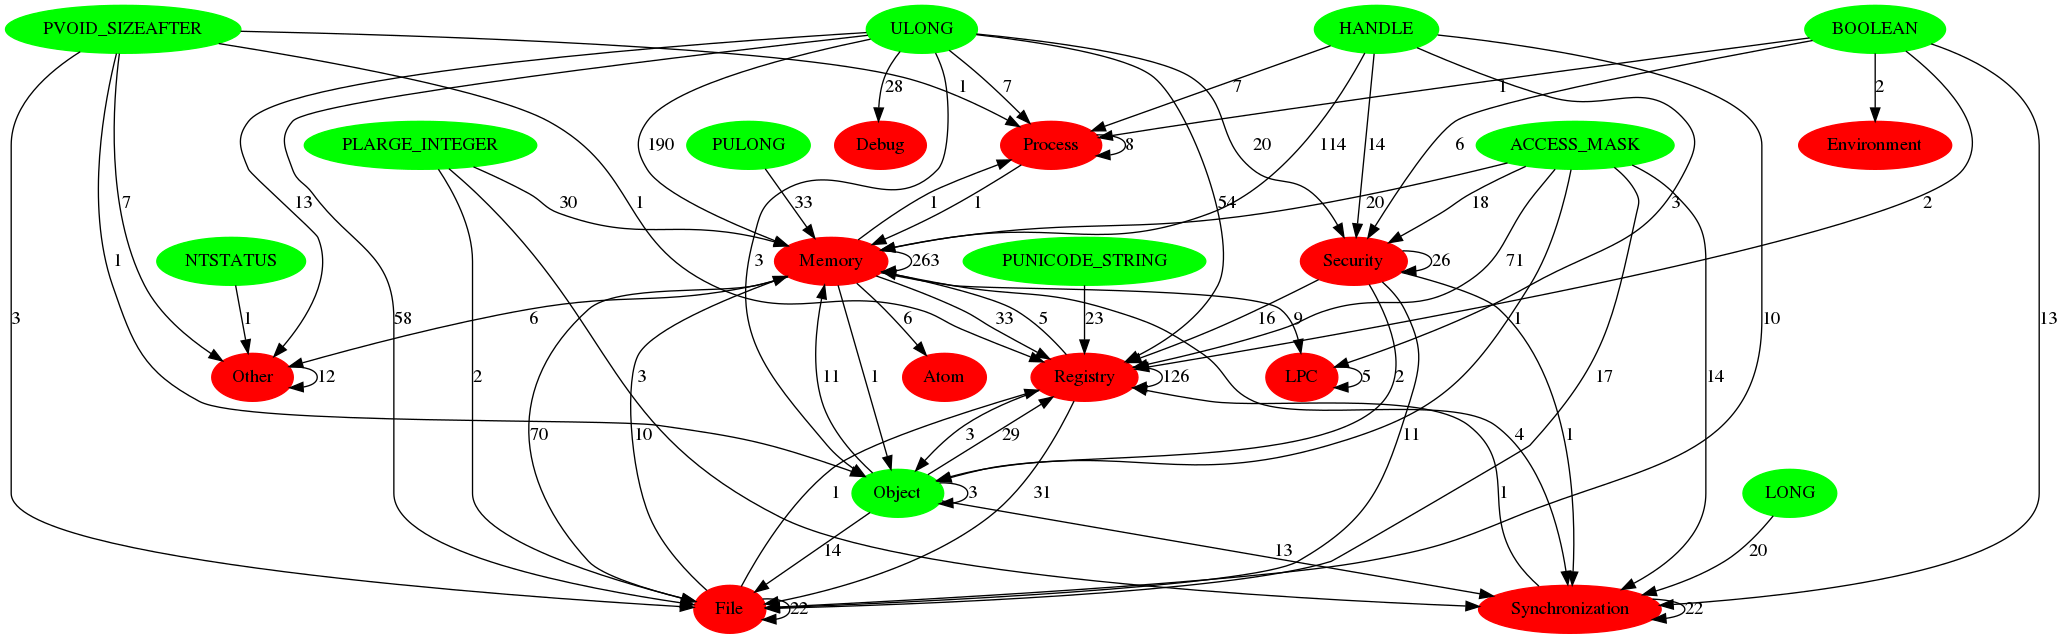 PVOID_SIZEAFTER ULONG HANDLE BOOLEAN
28 7 1 7 1 2
PLARGE_INTEGER 190 PULONG Debug Process 8 114 14 6 ACCESS_MASK Environment
7 13 30 1 33 1 1 54 20 20 18 3 2
1 NTSTATUS 3 Memory 263 PUNICODE_STRING Security 26 71
3 1 58 2 6 3 11 1 6 33 5 23 16 9 2 1 10 13
Other 12 Atom Registry 126 LPC 5 17 14
70 10 3 29 11 4 1
1 Object 3 31 1 LONG
14 13 20
File 22 Synchronization 22